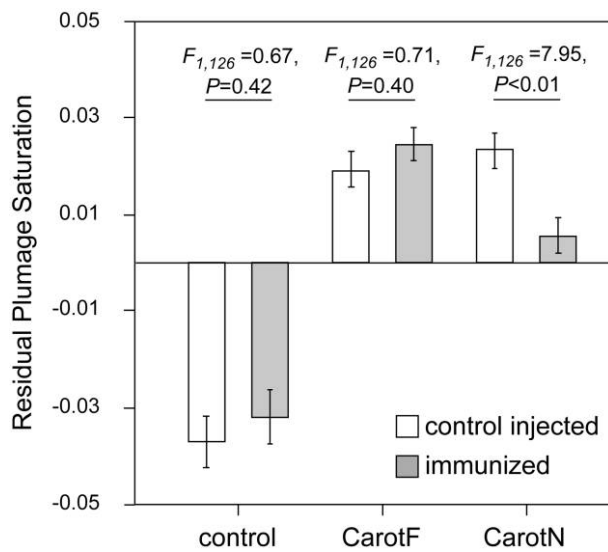 0.05
F1,126 =0.67, F1,126 =0.71, F1,126 =7.95,
P=0.42 P=0.40 P<0.01
0.03
0.01
-0.01
-0.03
-0.05
Residual Plumage Saturation
control injected
immunized
control CarotF CarotN